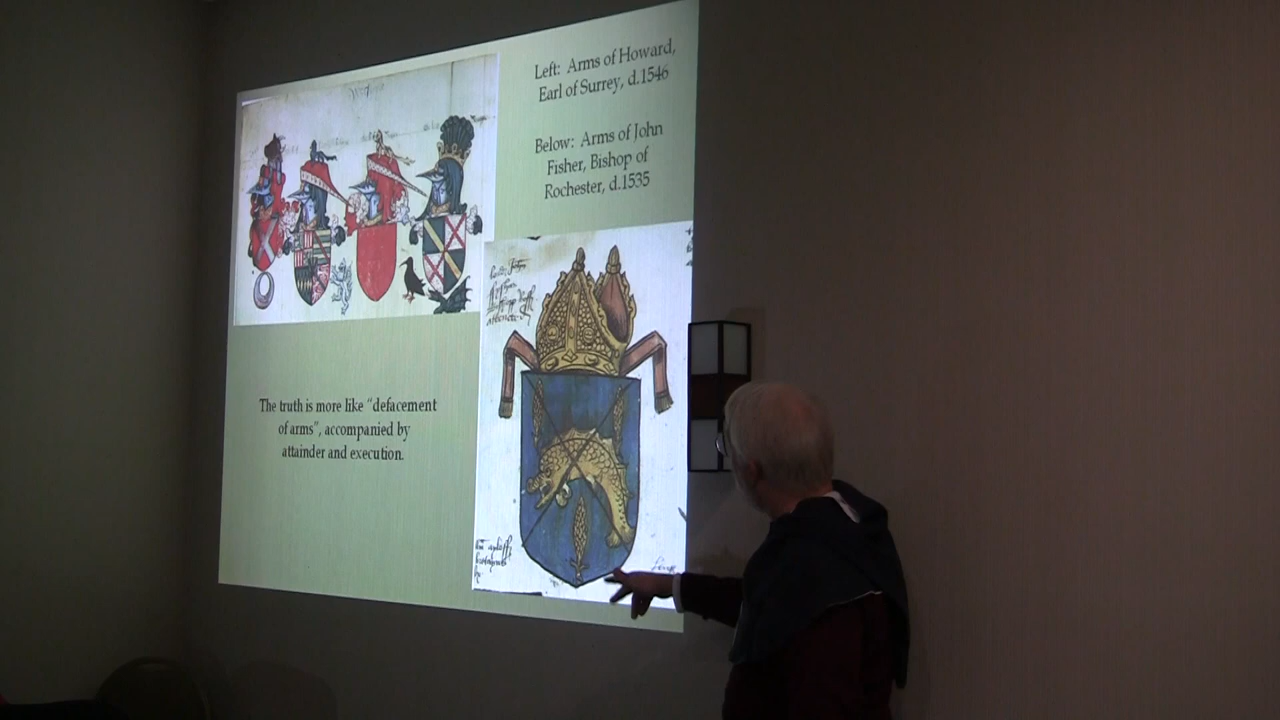 Left: Arms of Howard,
Earl of Surrey, d.1546
Below: Arms of John
Fisher, Bishop of
Rochester, d.1535
The truth is more like “defacement
of arms”, accompanied by
attainder and execution.